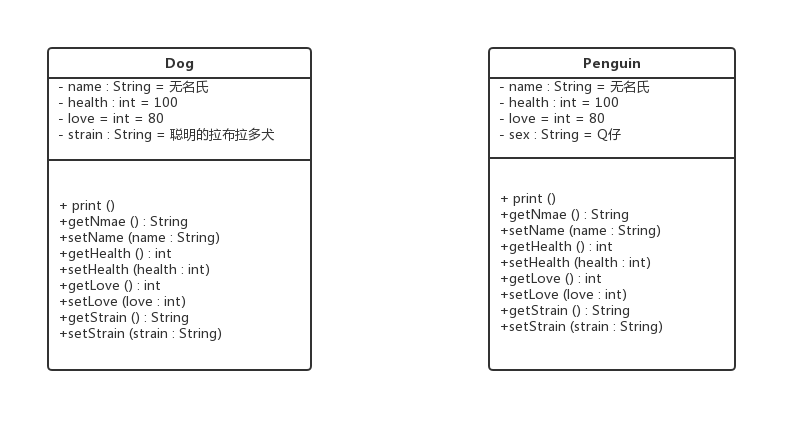 Dog
- name : String = 无名氏
- health : int = 100
- love = int = 80
- strain : String = 聪明的拉布拉多犬
+ print ()
+getNmae () : String
+setName (name : String)
+getHealth () : int
+setHealth (health : int)
+getLove () : int
+setLove (love : int)
+getStrain () : String
+setStrain (strain : String)
Penguin
- name : String = 无名氏
- health : int = 100
- love = int = 80
- sex : String = Q仔
+ print ()
+getNmae () : String
+setName (name : String)
+getHealth () : int
+setHealth (health : int)
+getLove () : int
+setLove (love : int)
+getStrain () : String
+setStrain (strain : String)